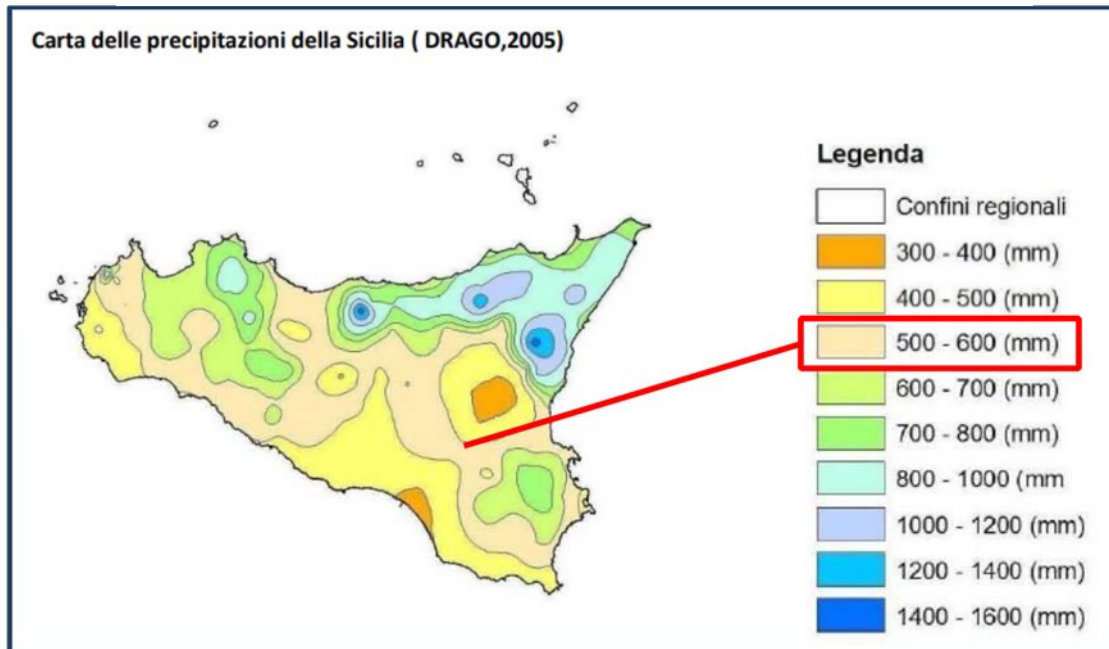 Carta delle precipitazioni della Sicilia ( DRAGO,2005)
Legenda
Confini regionali
300 - 400 (mm)
400 - 500 (mm)
500 - 600 (mm)
600 - 700 (mm)
700 - 800 (mm)
800 - 1000 (mm
1000 - 1200 (mm)
1200 - 1400 (mm)
1400 - 1600 (mm)